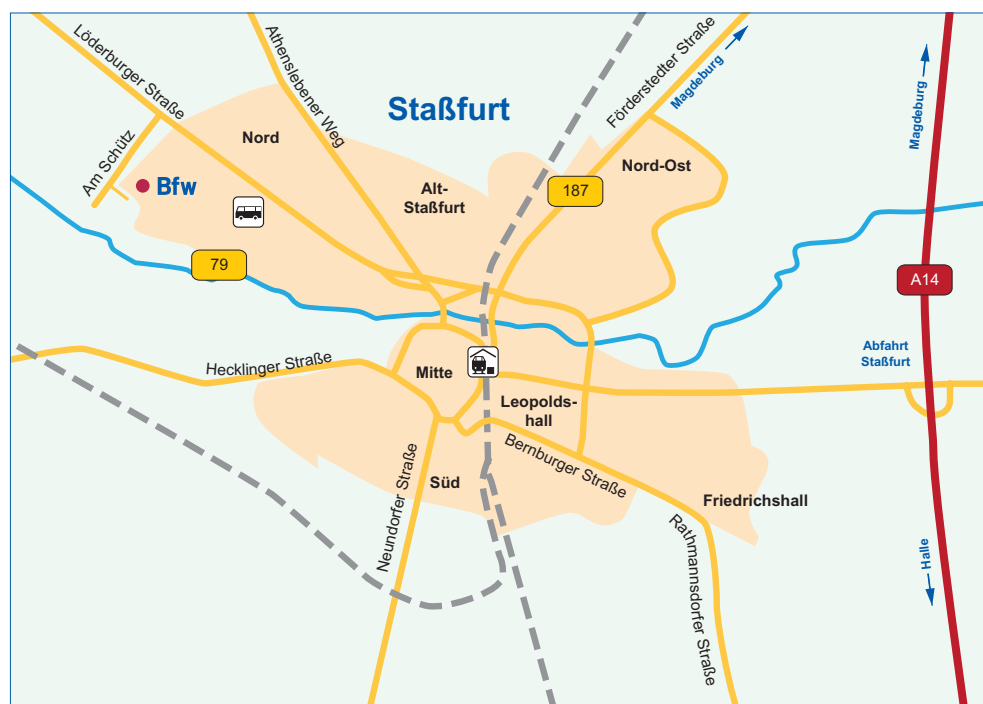 Löderburger Straße
Athenslebener Weg
Staßfurt
Förderstedter Straße
Magdeburg
Magdeburg
Nord
Nord-Ost
Am Schütz
Bfw
Alt-
Staßfurt
187
79
A14
Abfahrt
Staßfurt
Hecklinger Straße
Mitte
Leopolds-
hall
Bernburger Straße
Süd
Neundorfer Straße
Friedrichshall
Rathmannsdorfer Straße
Halle